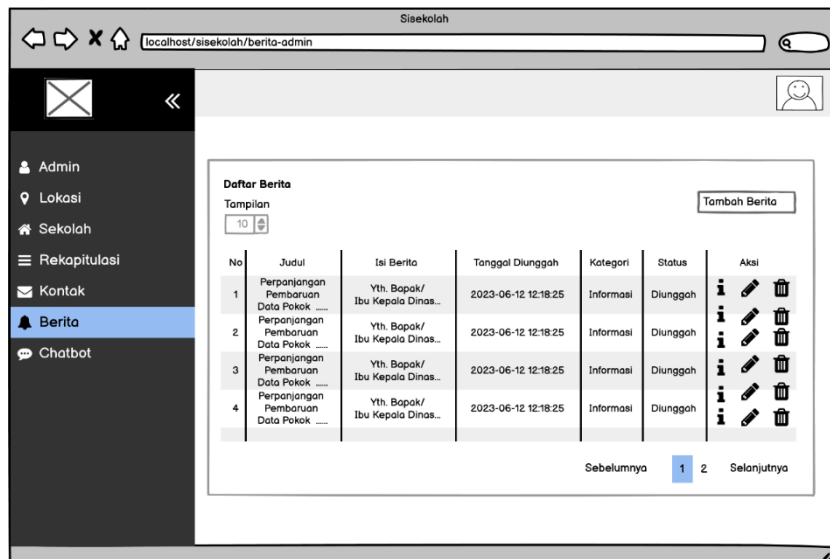 Sisekolah
localhost/sisekolah/berita-admin
Admin
Lokasi
Sekolah
Rekapitulasi
Kontak
Berita
Chatbot
Daftar Berita
Tampilan
10
Tambah Berita
No Judul Isi Berita Tanggal Diunggah Kategori Status Aksi
1 Perpanjangan Pembaruan Data Pokok ...... Yth. Bapak/ Ibu Kepala Dinas... 2023-06-12 12:18:25 Informasi Diunggah
2 Perpanjangan Pembaruan Data Pokok ...... Yth. Bapak/ Ibu Kepala Dinas... 2023-06-12 12:18:25 Informasi Diunggah
3 Perpanjangan Pembaruan Data Pokok ...... Yth. Bapak/ Ibu Kepala Dinas... 2023-06-12 12:18:25 Informasi Diunggah
4 Perpanjangan Pembaruan Data Pokok ...... Yth. Bapak/ Ibu Kepala Dinas... 2023-06-12 12:18:25 Informasi Diunggah
Sebelumnya 1 2 Selanjutnya